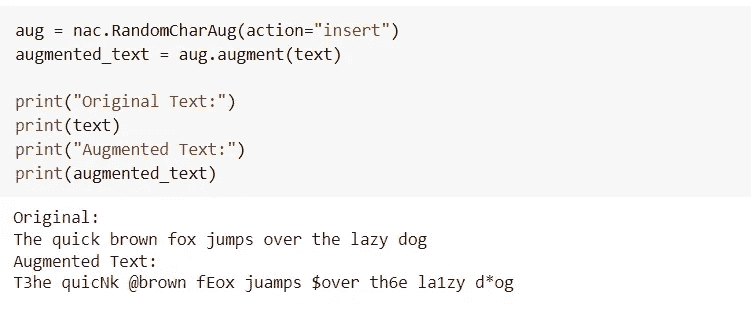 aug = nac.RandomCharAug(action="insert")
augmented_text = aug.augment(text)
print("Original Text:")
print(text)
print("Augmented Text:")
print(augmented_text)
Original:
The quick brown fox jumps over the lazy dog
Augmented Text:
T3he quicNk @brown fEox juamps $over th6e la1zy d*og